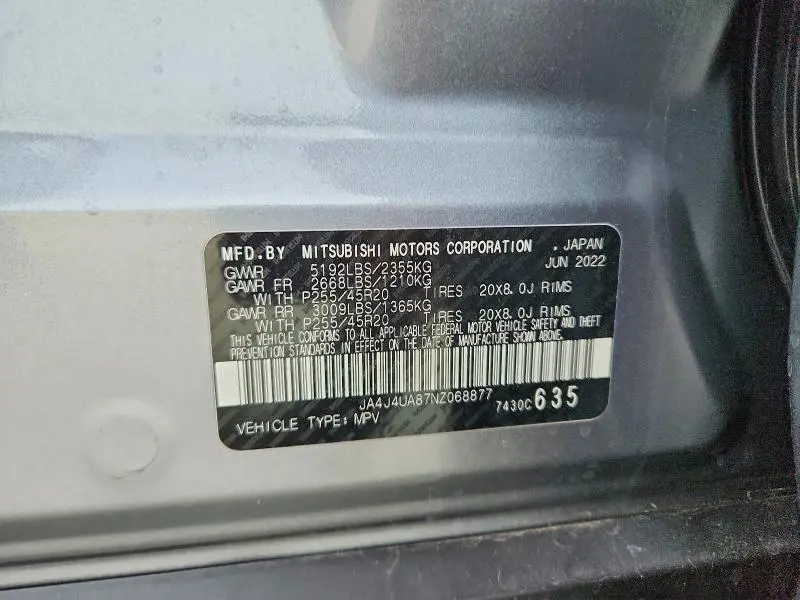 MFD.BY MITSUBISHI MOTORS CORPORATION . JAPAN
GVWR 5192LBS/2355KG JUN 2022
GAWR FR 2668LBS/1210KG
WITH P255/45R20 TIRES 20X8.0J RIMS
GAWR RR 3009LBS/1365KG
WITH P255/45R20 TIRES 20X8.0J RIMS
THIS VEHICLE CONFORMS TO ALL APPLICABLE FEDERAL MOTOR VEHICLE SAFETY AND THEFT
PREVENTION STANDARDS IN EFFECT ON THE DATE OF MANUFACTURE SHOWN ABOVE.
JA4J4UA87NZ068877
7430C635
VEHICLE TYPE: MPV